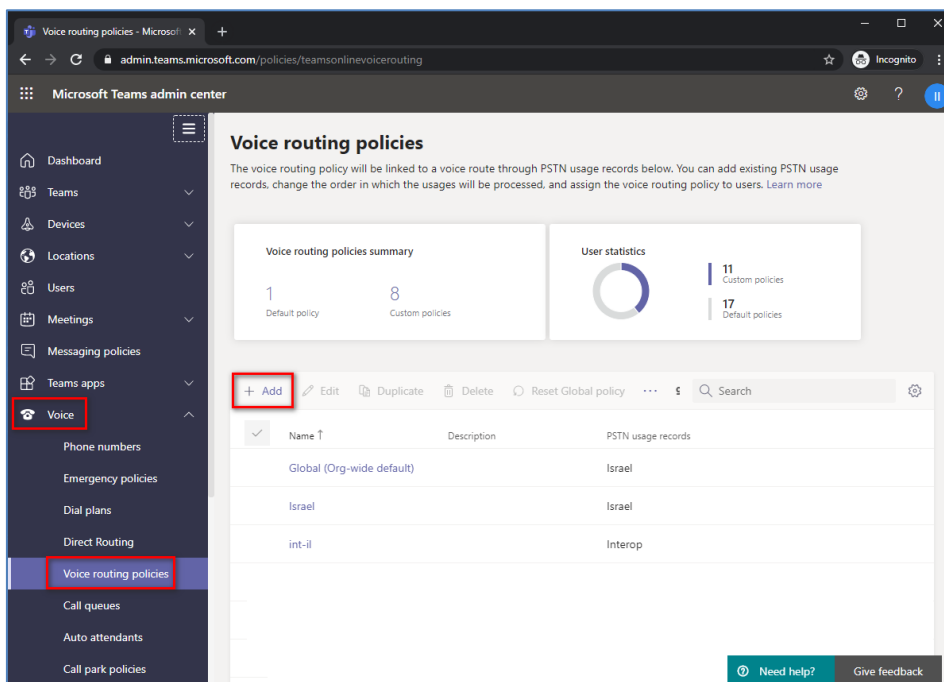 Voice routing policies - Microsoft
admin.teams.microsoft.com/policies/teamsonlinevoicerouting
Incognito
Microsoft Teams admin center
?
II
Dashboard
Teams
Devices
Locations
Users
Meetings
Messaging policies
Teams apps
Voice
Phone numbers
Emergency policies
Dial plans
Direct Routing
Voice routing policies
Call queues
Auto attendants
Call park policies
Voice routing policies
The voice routing policy will be linked to a voice route through PSTN usage records below. You can add existing PSTN usage
records, change the order in which the usages will be processed, and assign the voice routing policy to users. Learn more
Voice routing policies summary
1
Default policy
8
Custom policies
User statistics
11
Custom policies
17
Default policies
+ Add
Edit
Duplicate
Delete
Reset Global policy
...
Search
Name ↑
Description
PSTN usage records
Global (Org-wide default)
Israel
Israel
Israel
int-il
Interop
Need help?
Give feedback